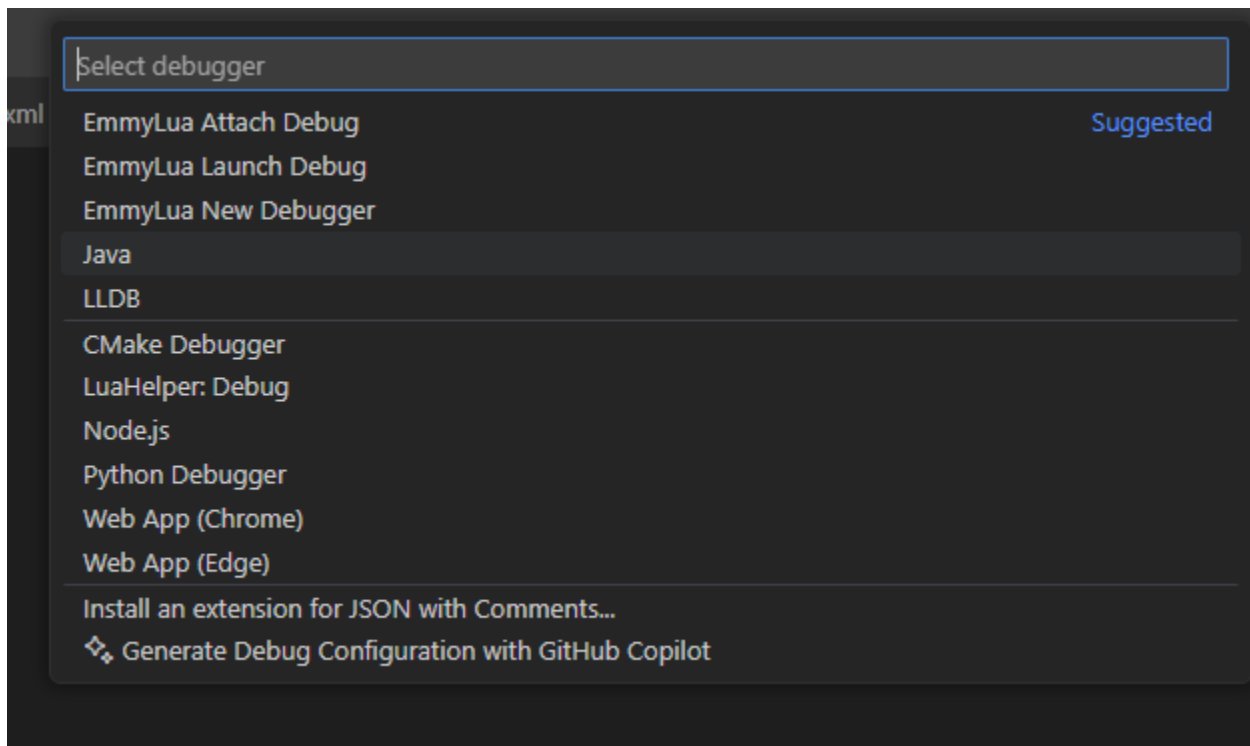 Select debugger
xml
EmmyLua Attach Debug Suggested
EmmyLua Launch Debug
EmmyLua New Debugger
Java
LLDB
CMake Debugger
LuaHelper: Debug
Node.js
Python Debugger
Web App (Chrome)
Web App (Edge)
Install an extension for JSON with Comments...
Generate Debug Configuration with GitHub Copilot